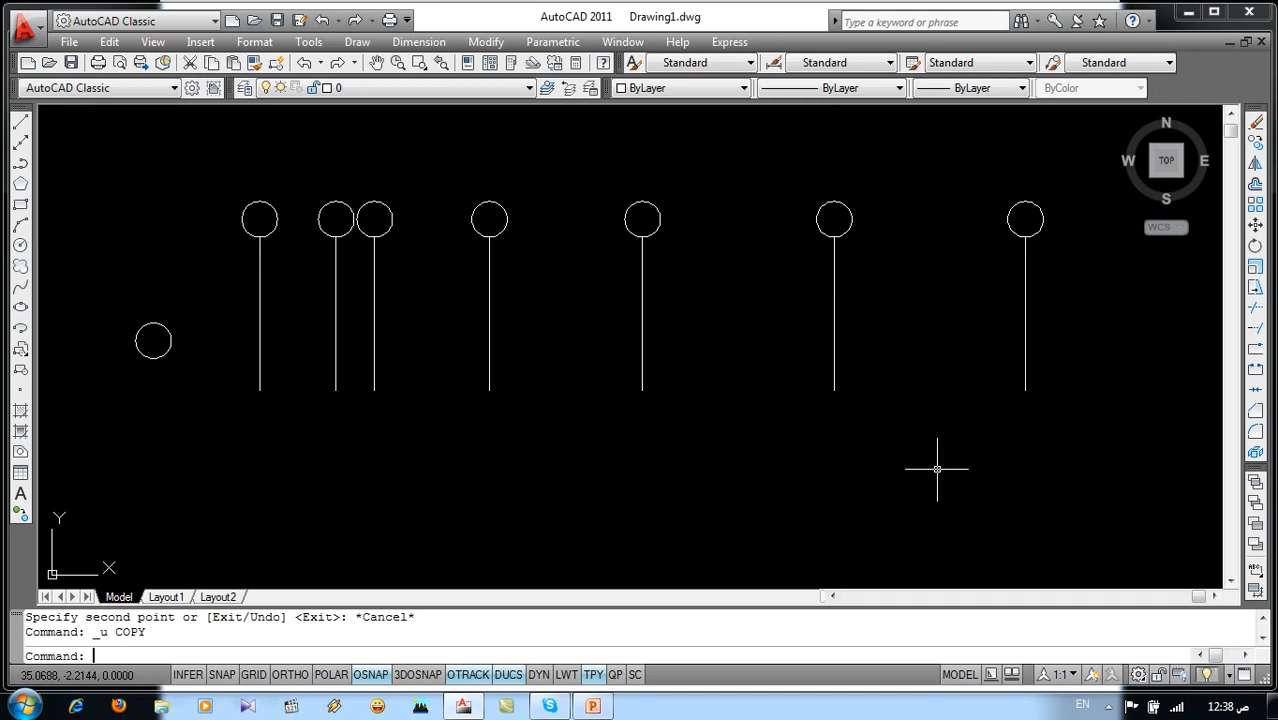 AutoCAD Classic
AutoCAD 2011 Drawing1.dwg
Type a keyword or phrase
File Edit View Insert Format Tools Draw Dimension Modify Parametric Window Help Express
Standard Standard Standard Standard
AutoCAD Classic 0 ByLayer ByLayer ByLayer ByColor
N
W TOP E
S
WCS
Y
X
Model Layout1 Layout2
Specify second point or [Exit/Undo] <Exit>: *Cancel*
Command: _u COPY
Command:
35.0688, -2.2144, 0.0000 INFER SNAP GRID ORTHO POLAR OSNAP 3DOSNAP OTRACK DUCS DYN LWT TPY QP SC MODEL 1:1
EN 12:38 ص